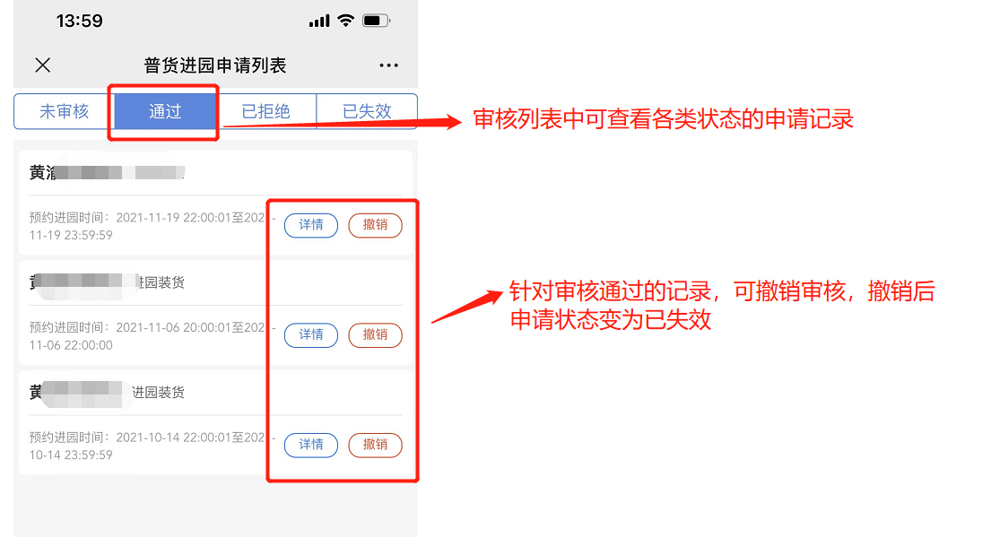 13:59
普货进园申请列表
未审核 通过 已拒绝 已失效
审核列表中可查看各类状态的申请记录
黄渝
预约进园时间：2021-11-19 22:00:01至202 -
11-19 23:59:59
详情 撤销
进园装货
预约进园时间：2021-11-06 20:00:01至202 -
11-06 22:00:00
详情 撤销
针对审核通过的记录，可撤销审核，撤销后
申请状态变为已失效
黄 进园装货
预约进园时间：2021-10-14 22:00:01至202 -
10-14 23:59:59
详情 撤销